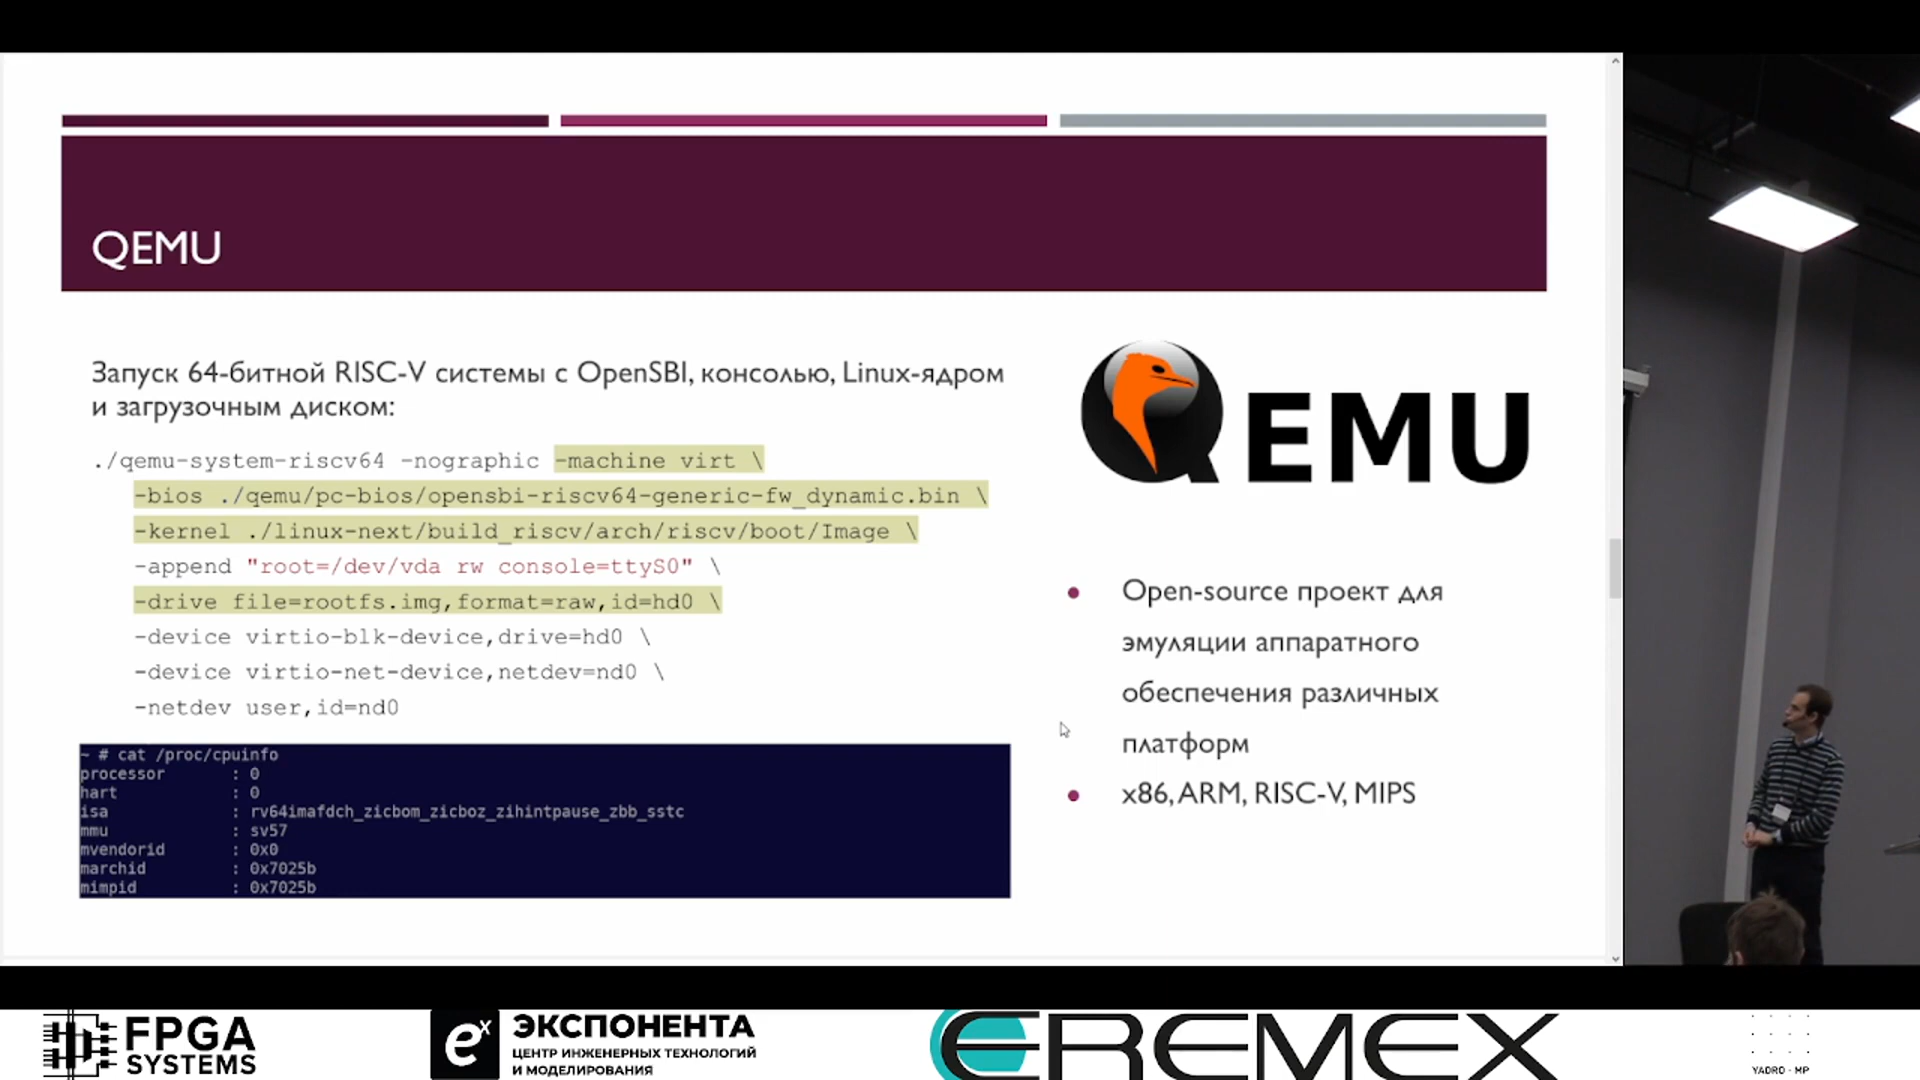 QEMU
Запуск 64-битной RISC-V системы с OpenSBI, консолью, Linux-ядром
и загрузочным диском:
./qemu-system-riscv64 -nographic -machine virt \
-bios ./qemu/pc-bios/opensbi-riscv64-generic-fw_dynamic.bin \
-kernel ./linux-next/build_riscv/arch/riscv/boot/Image \
-append "root=/dev/vda rw console=ttyS0" \
-drive file=rootfs.img,format=raw,id=hd0 \
-device virtio-blk-device,drive=hd0 \
-device virtio-net-device,netdev=nd0 \
-netdev user,id=nd0
~ # cat /proc/cpuinfo
processor : 0
hart : 0
isa : rv64imafdch_zicbom_zicboz_zihintpause_zbb_sstc
mmu : sv57
mvendorid : 0x0
marchid : 0x7025b
mimpid : 0x7025b
QEMU
• Open-source проект для
эмуляции аппаратного
обеспечения различных
платформ
• x86, ARM, RISC-V, MIPS
FPGA
SYSTEMS
ex ЭКСПОНЕНТА
ЦЕНТР ИНЖЕНЕРНЫХ ТЕХНОЛОГИЙ
И МОДЕЛИРОВАНИЯ
EREMEX
YADRO · MP